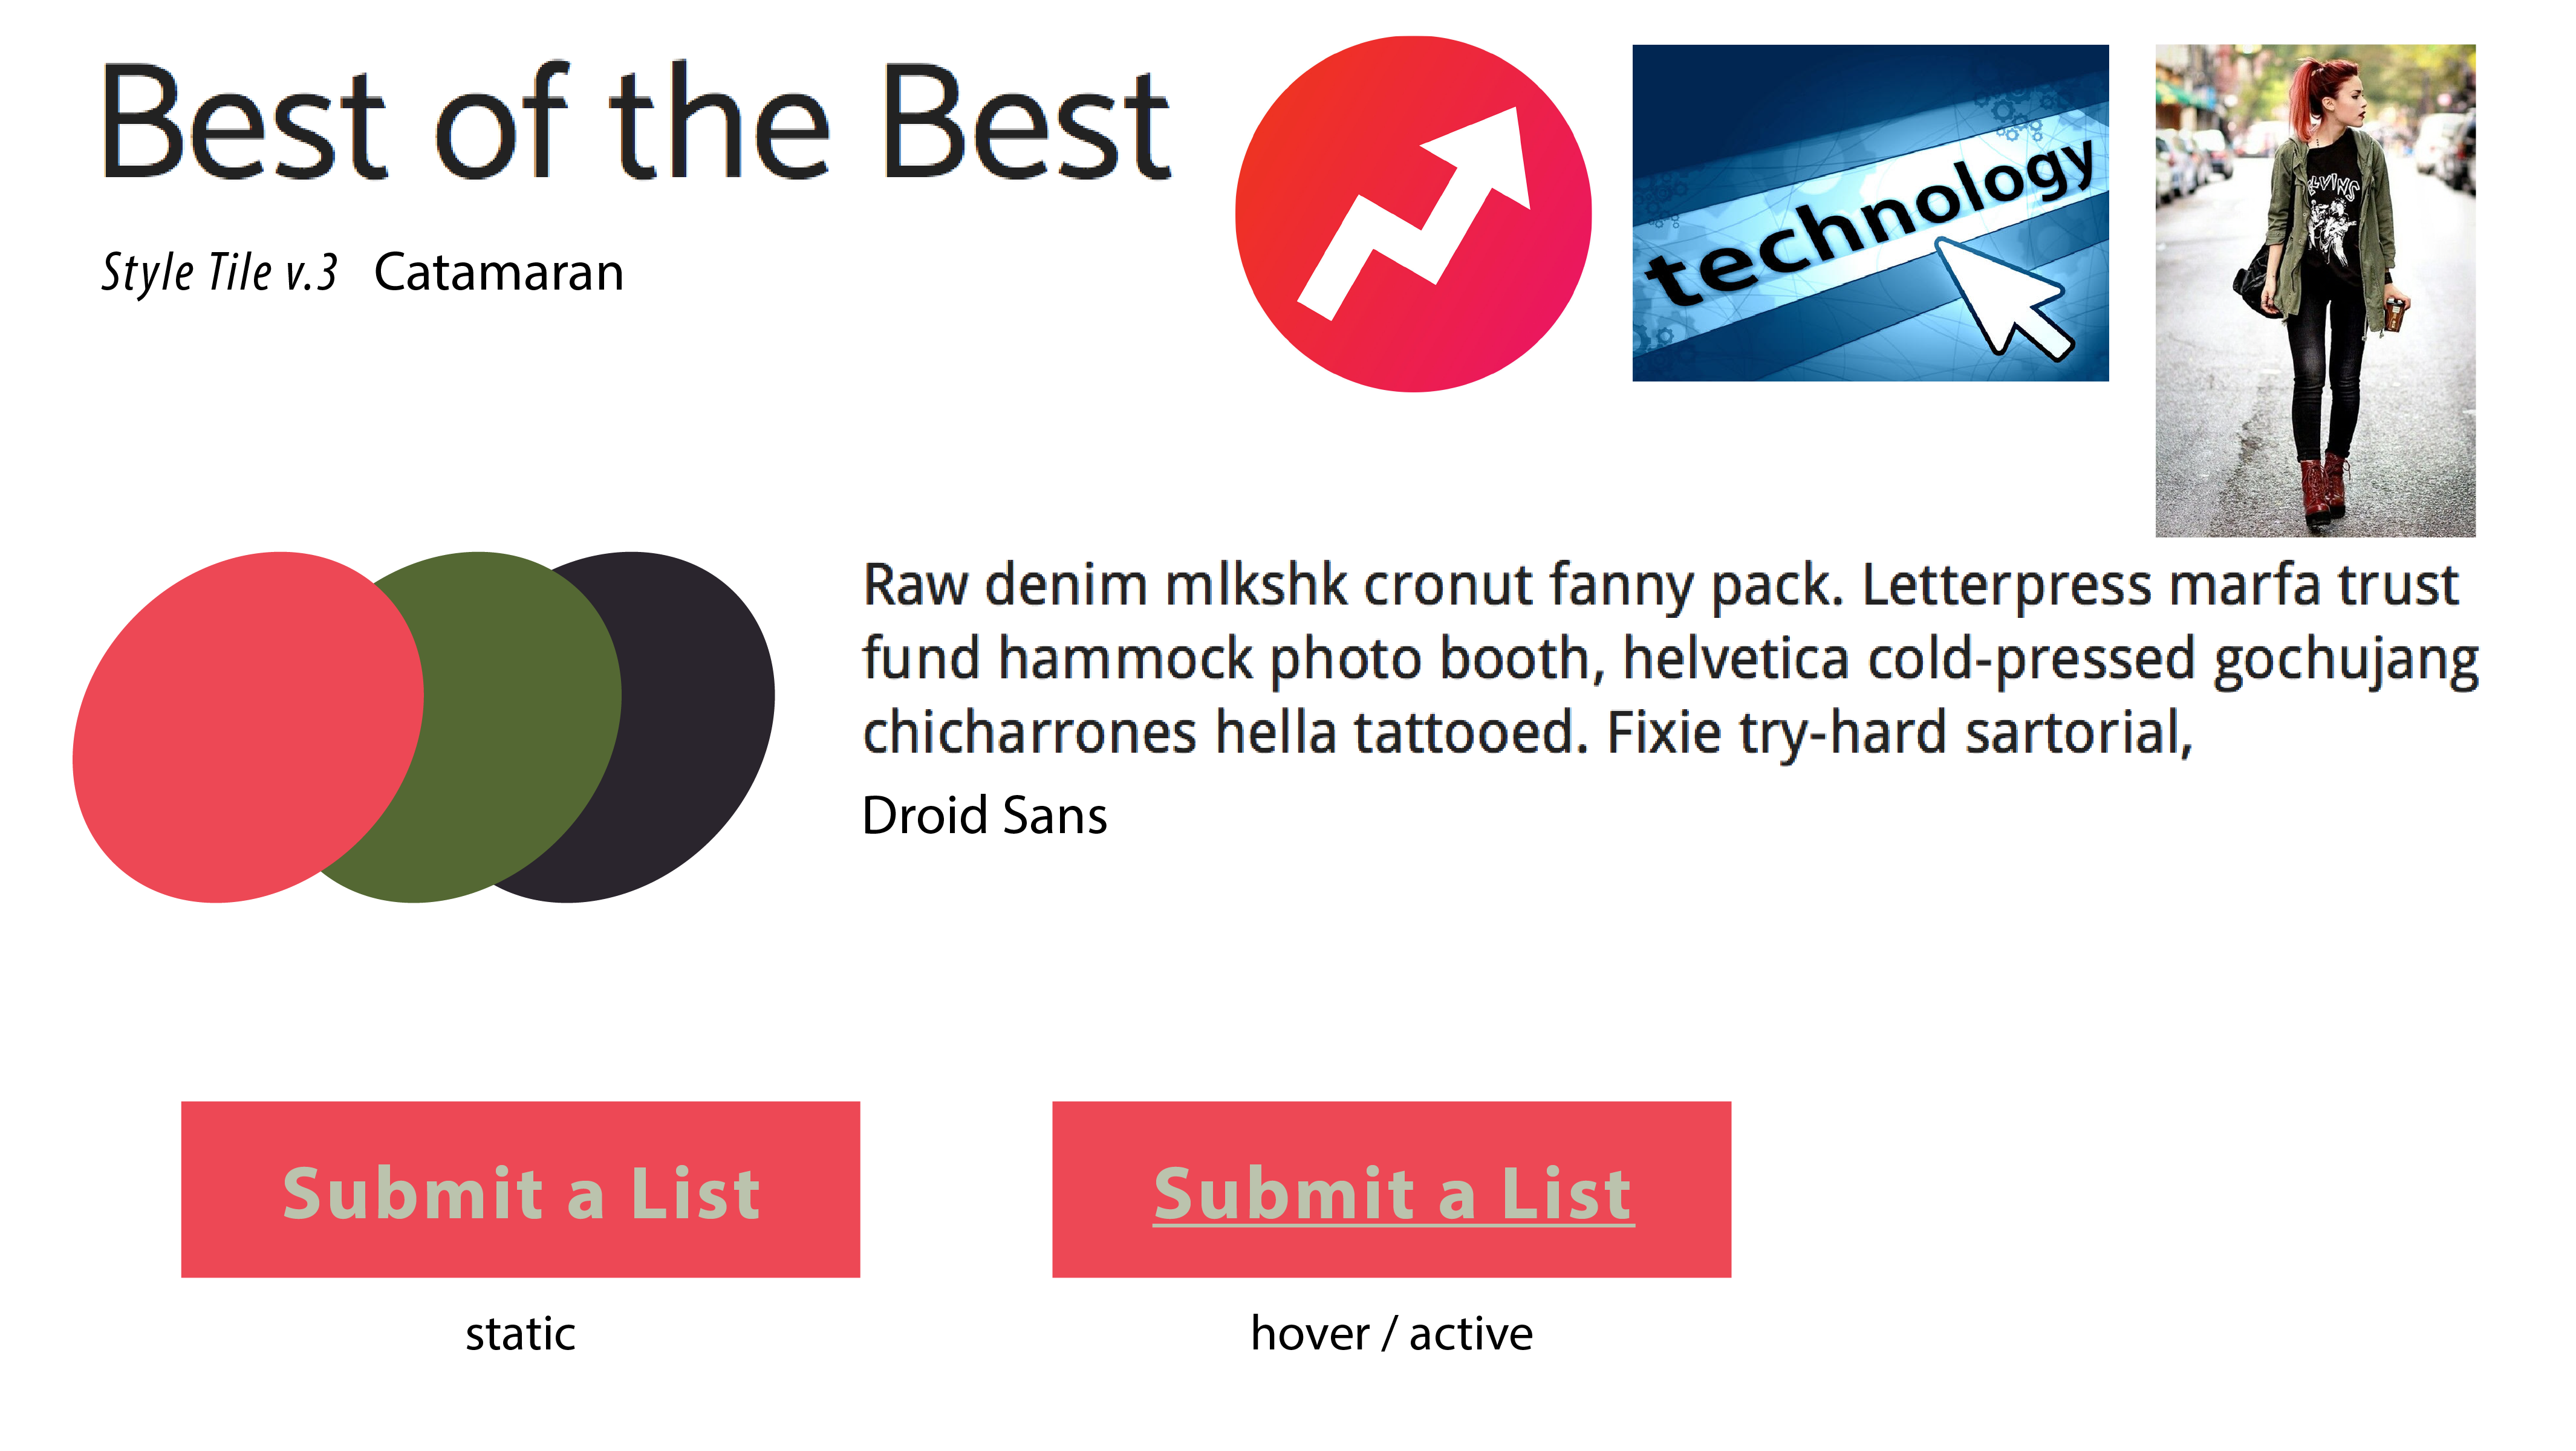 Best of the Best
Style Tile v.3 Catamaran
technology
Raw denim mlkshk cronut fanny pack. Letterpress marfa trust
fund hammock photo booth, helvetica cold-pressed gochujang
chicharrones hella tattooed. Fixie try-hard sartorial,
Droid Sans
Submit a List
Submit a List
static
hover / active